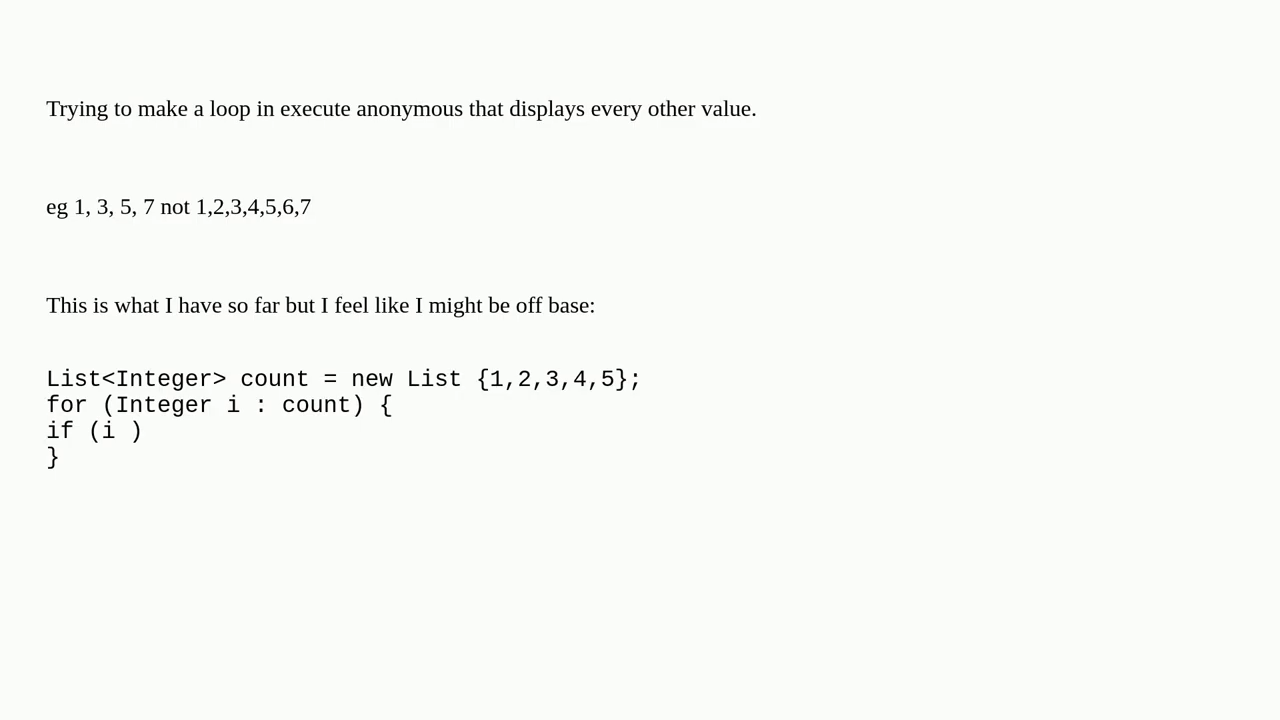 Trying to make a loop in execute anonymous that displays every other value.
eg 1, 3, 5, 7 not 1,2,3,4,5,6,7
This is what I have so far but I feel like I might be off base:
List<Integer> count = new List {1,2,3,4,5};
for (Integer i : count) {
if (i )
}